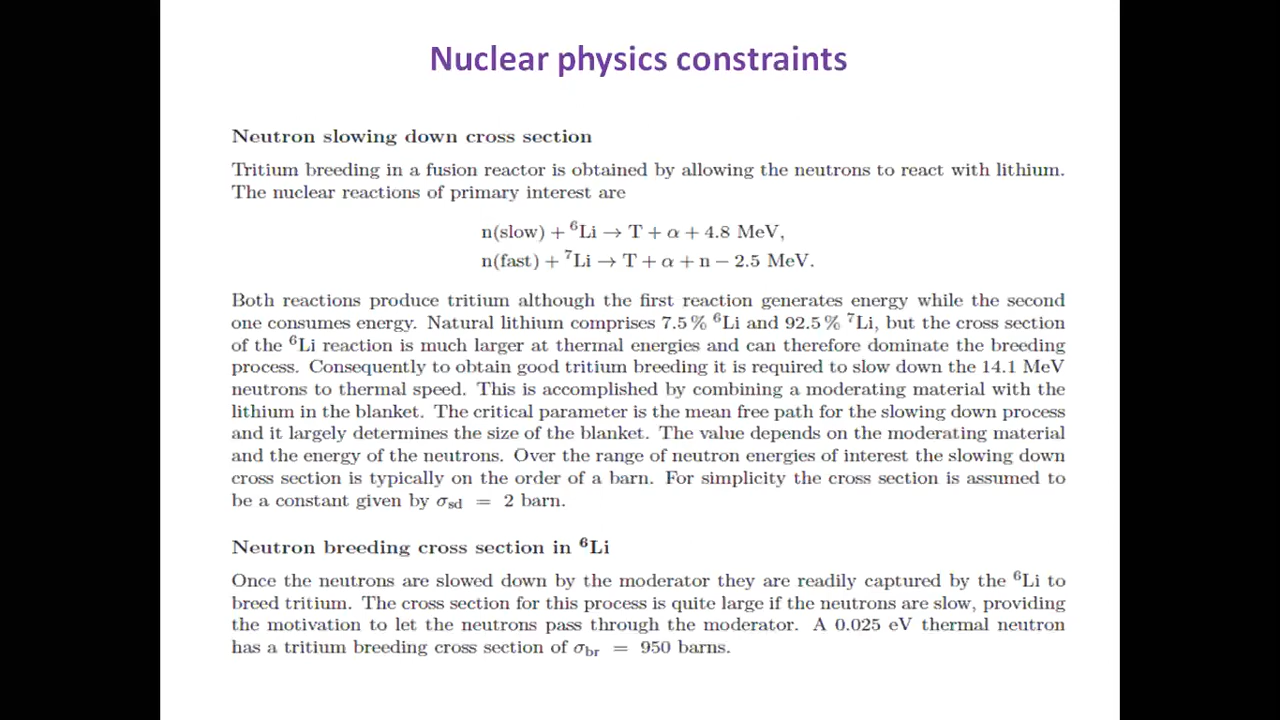 Nuclear physics constraints
Neutron slowing down cross section
Tritium breeding in a fusion reactor is obtained by allowing the neutrons to react with lithium.
The nuclear reactions of primary interest are
n(slow) + ⁶Li → T + α + 4.8 MeV,
n(fast) + ⁷Li → T + α + n − 2.5 MeV.
Both reactions produce tritium although the first reaction generates energy while the second
one consumes energy. Natural lithium comprises 7.5 % ⁶Li and 92.5 % ⁷Li, but the cross section
of the ⁶Li reaction is much larger at thermal energies and can therefore dominate the breeding
process. Consequently to obtain good tritium breeding it is required to slow down the 14.1 MeV
neutrons to thermal speed. This is accomplished by combining a moderating material with the
lithium in the blanket. The critical parameter is the mean free path for the slowing down process
and it largely determines the size of the blanket. The value depends on the moderating material
and the energy of the neutrons. Over the range of neutron energies of interest the slowing down
cross section is typically on the order of a barn. For simplicity the cross section is assumed to
be a constant given by σsd = 2 barn.
Neutron breeding cross section in ⁶Li
Once the neutrons are slowed down by the moderator they are readily captured by the ⁶Li to
breed tritium. The cross section for this process is quite large if the neutrons are slow, providing
the motivation to let the neutrons pass through the moderator. A 0.025 eV thermal neutron
has a tritium breeding cross section of σbr = 950 barns.